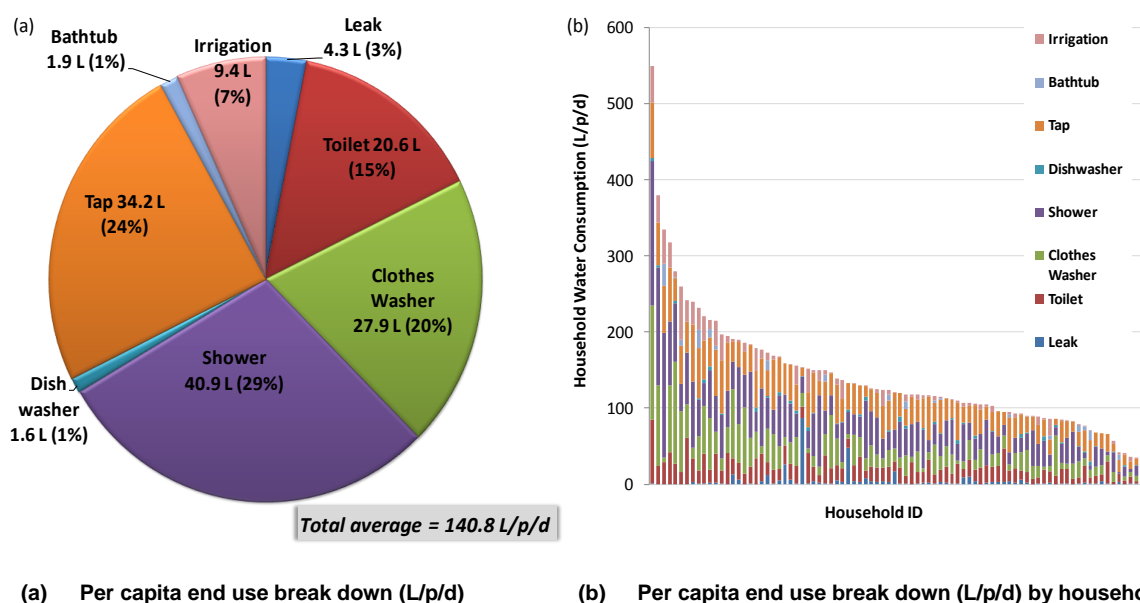 (a)
Leak
4.3 L (3%)
Bathtub
1.9 L (1%)
Irrigation
9.4 L
(7%)
Toilet 20.6 L
(15%)
Tap 34.2 L
(24%)
Clothes
Washer
27.9 L (20%)
Shower
40.9 L (29%)
Dish
washer
1.6 L (1%)
Total average = 140.8 L/p/d
(b)
Household Water Consumption (L/p/d)
600
500
400
300
200
100
0
Irrigation
Bathtub
Tap
Dishwasher
Shower
Clothes
Washer
Toilet
Leak
Household ID
(a) Per capita end use break down (L/p/d)
(b) Per capita end use break down (L/p/d) by househo